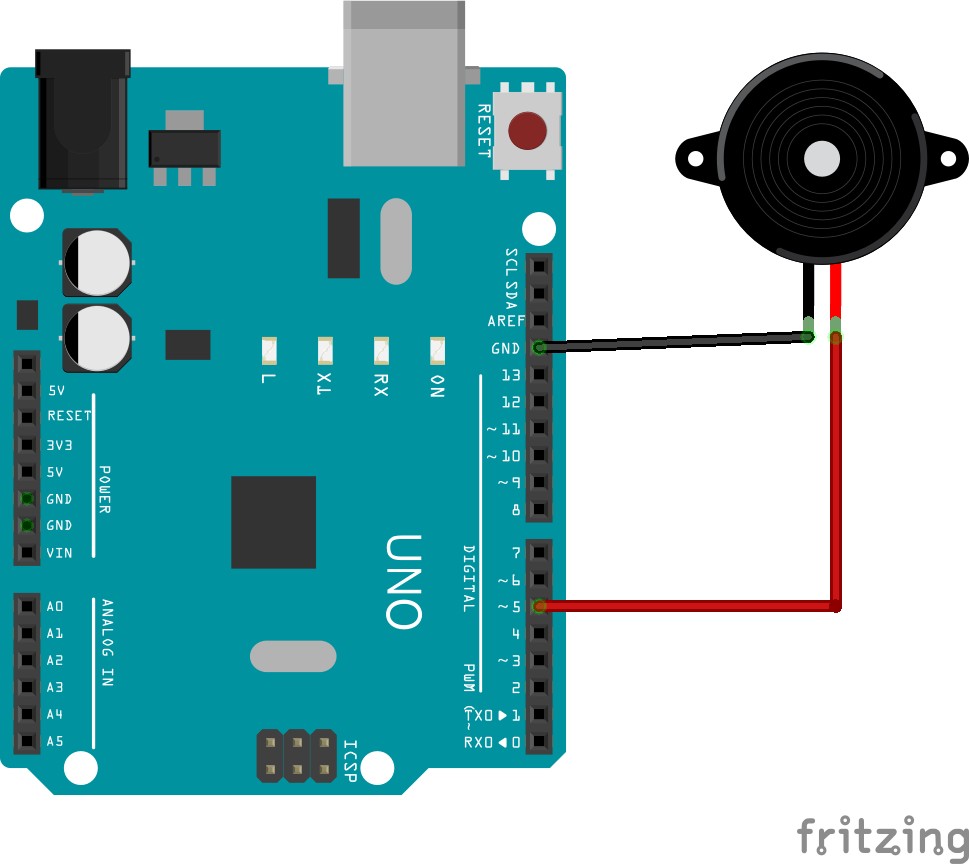 RESET
SCL
SDA
AREF
GND
13
12
~11
~10
~9
8
7
~6
~5
4
~3
2
TX0▶1
RX0◀0
L
TX
RX
ON
5V
RESET
3V3
5V
GND
GND
VIN
POWER
A0
A1
A2
A3
A4
A5
ANALOG IN
UNO
DIGITAL
PWM (~
ICSP
fritzing